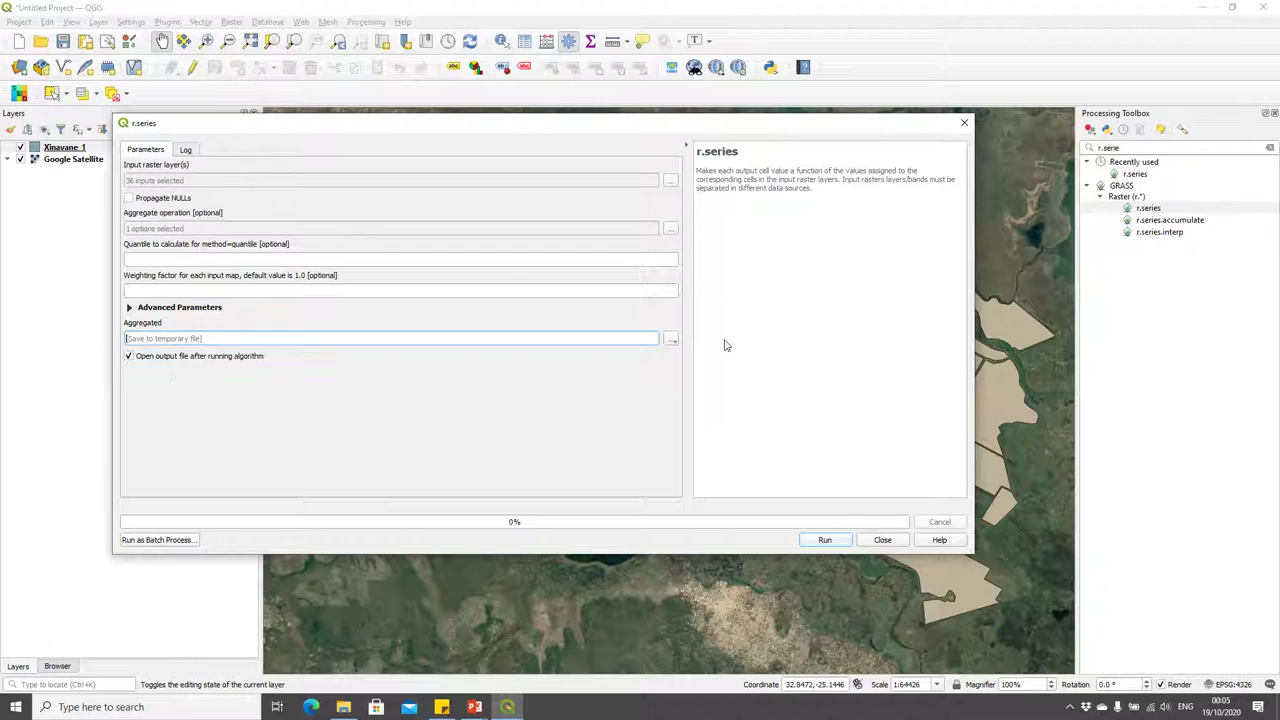 *Untitled Project — QGIS
Project Edit View Layer Settings Plugins Vector Raster Database Web Mesh Processing Help
Layers
Xinavane_1
Google Satellite
r.series
Parameters Log
Input raster layer(s)
36 inputs selected
...
Propagate NULLs
Aggregate operation [optional]
1 options selected
...
Quantile to calculate for method=quantile [optional]
Weighting factor for each input map, default value is 1.0 [optional]
Advanced Parameters
Aggregated
[Save to temporary file]
...
Open output file after running algorithm
r.series
Makes each output cell value a function of the values assigned to the
corresponding cells in the input raster layers. Input rasters layers/bands must be
separated in different data sources.
0%
Cancel
Run as Batch Process...
Run Close Help
Processing Toolbox
r.serie
Recently used
r.series
GRASS
Raster (r.*)
r.series
r.series.accumulate
r.series.interp
Layers Browser
Type to locate (Ctrl+K)
Toggles the editing state of the current layer
Coordinate 32.8472,-25.1446 Scale 1:64426 Magnifier 100% Rotation 0.0 ° Render EPSG:4326
Type here to search
ENG
00:05
19/10/2020